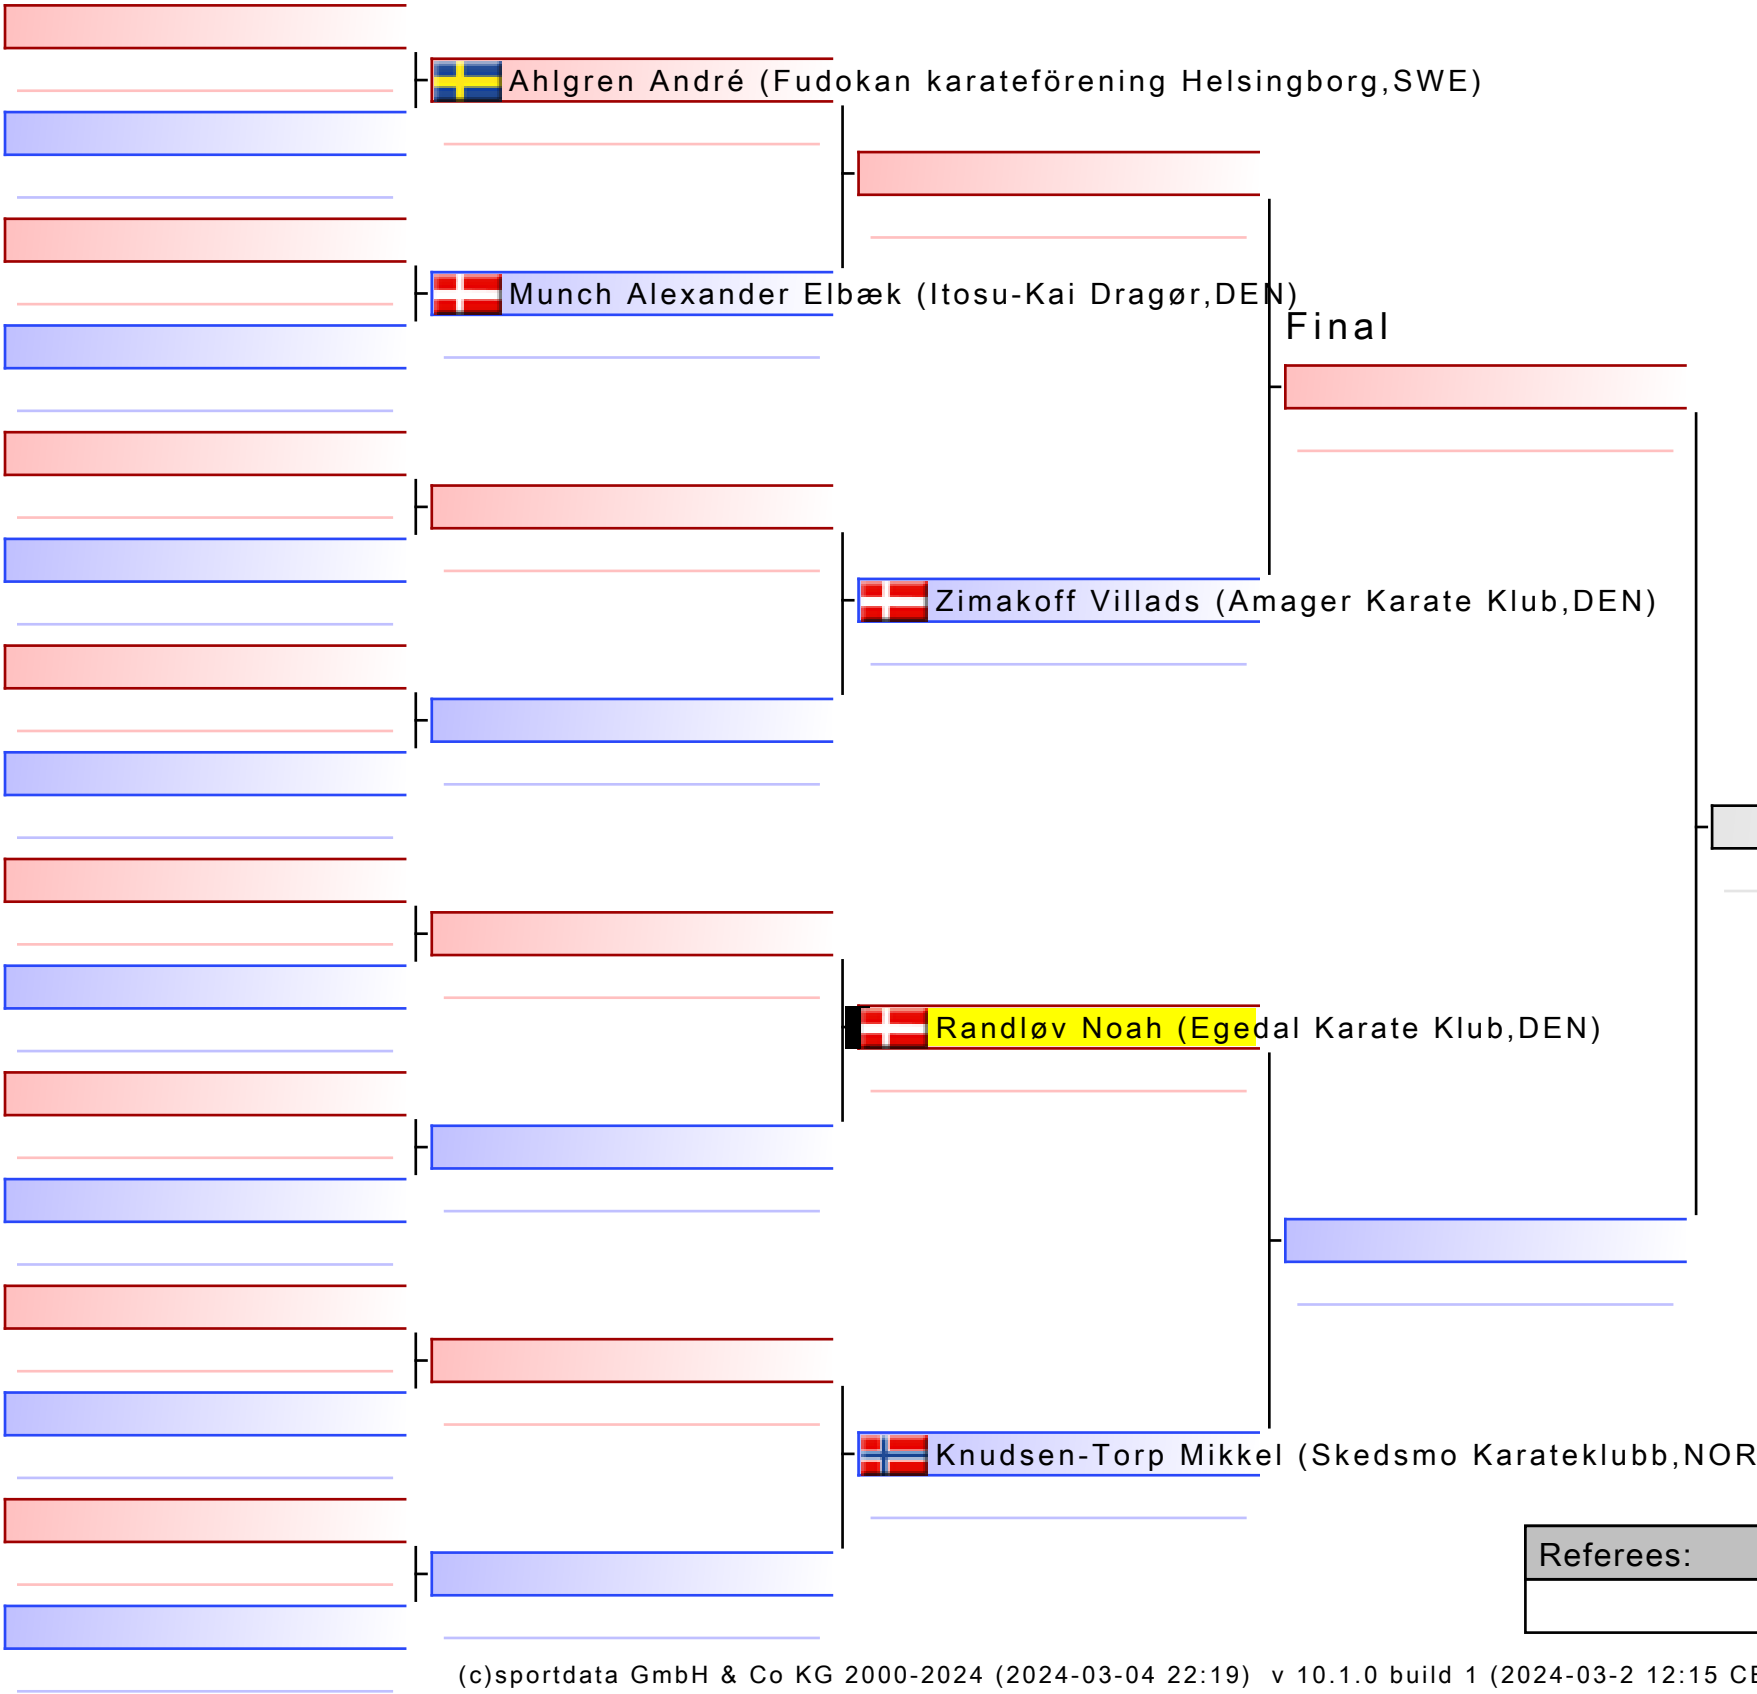 Ahlgren André (Fudokan karateförening Helsingborg,SWE)
Munch Alexander Elbæk (Itosu-Kai Dragør,DEN)
Final
Zimakoff Villads (Amager Karate Klub,DEN)
Randløv Noah (Egedal Karate Klub,DEN)
Knudsen-Torp Mikkel (Skedsmo Karateklubb,NOR
Referees:
(c)sportdata GmbH & Co KG 2000-2024 (2024-03-04 22:19) v 10.1.0 build 1 (2024-03-2 12:15 CE